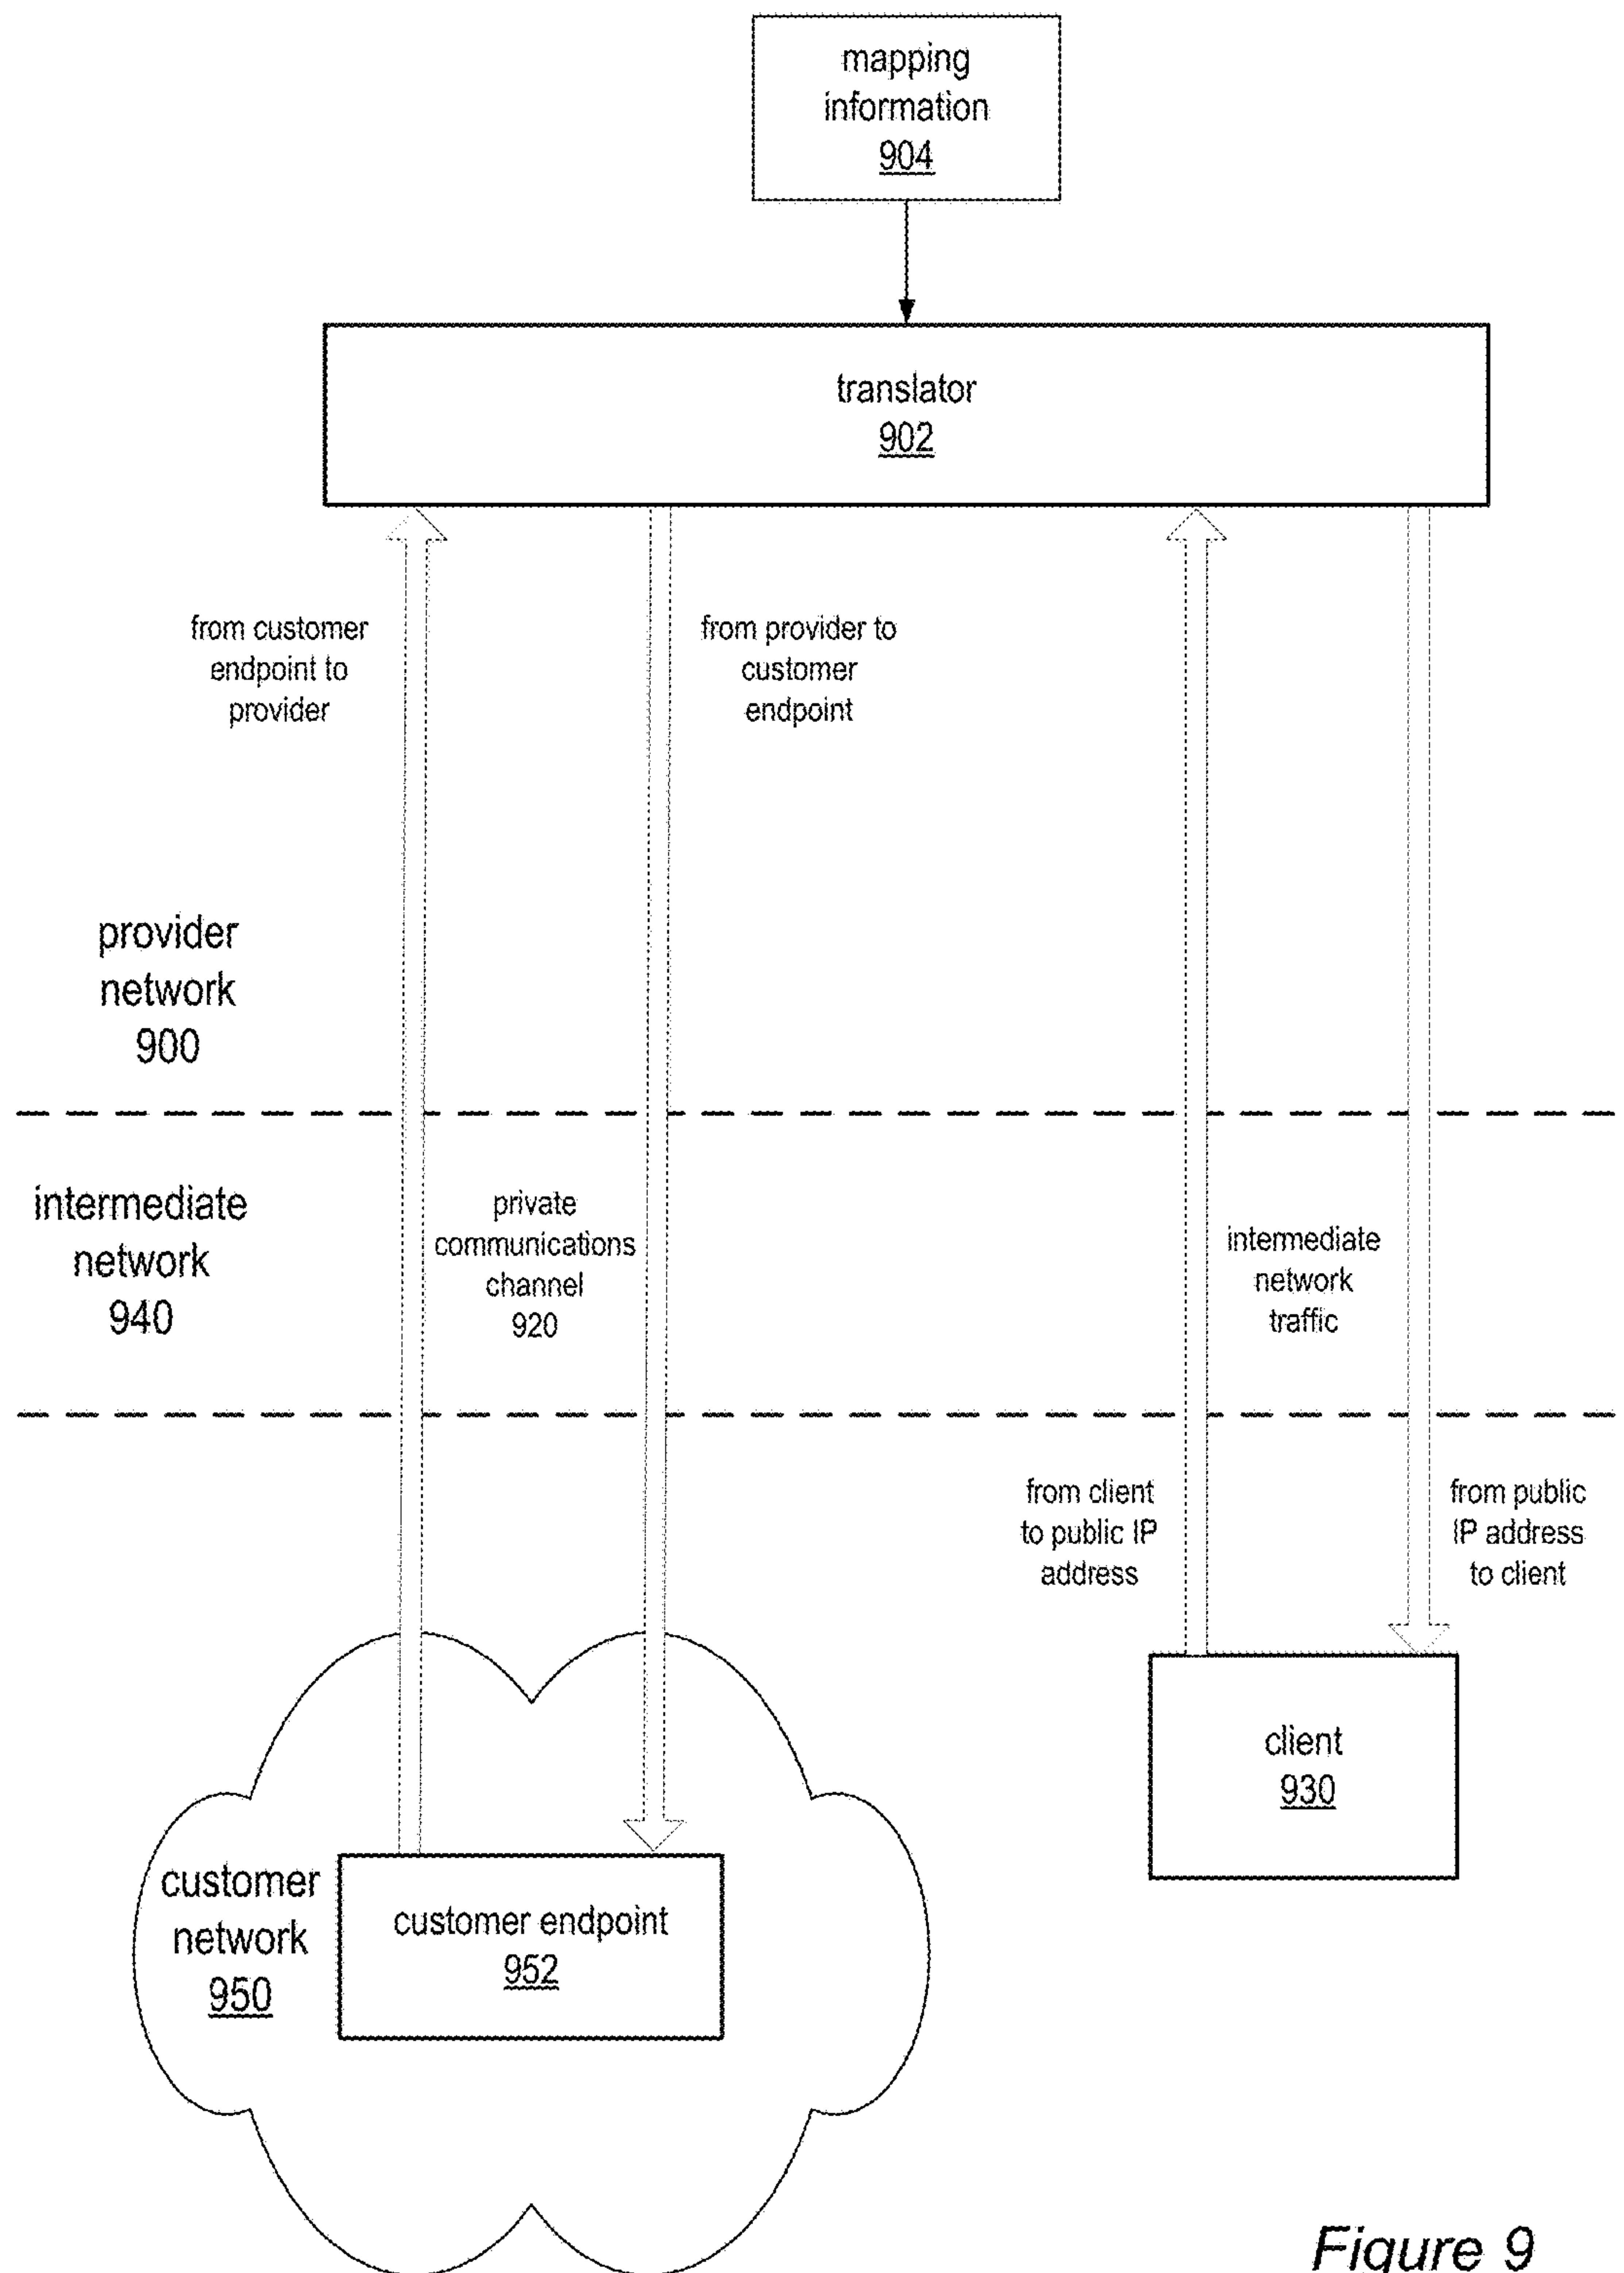 mapping
information
904
translator
902
from customer
endpoint to
provider
from provider to
customer
endpoint
provider
network
900
intermediate
network
940
private
communications
channel
920
intermediate
network
traffic
from client
to public IP
address
from public
IP address
to client
client
930
customer
network
950
customer endpoint
952
Figure 9